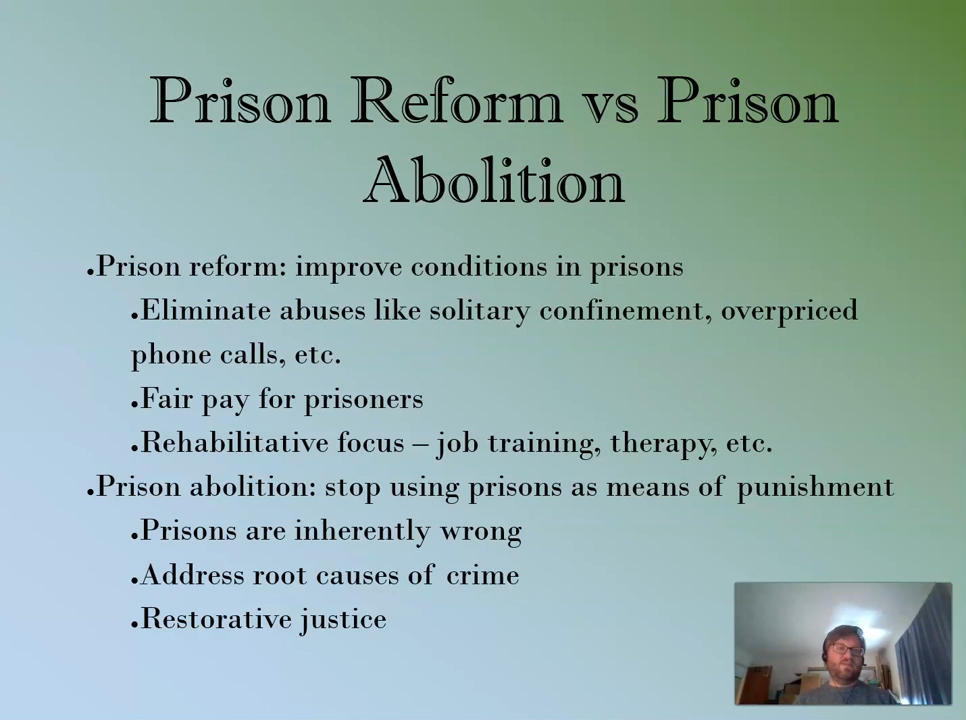 Prison Reform vs Prison
Abolition
.Prison reform: improve conditions in prisons
.Eliminate abuses like solitary confinement, overpriced
phone calls, etc.
.Fair pay for prisoners
.Rehabilitative focus – job training, therapy, etc.
.Prison abolition: stop using prisons as means of punishment
.Prisons are inherently wrong
.Address root causes of crime
.Restorative justice